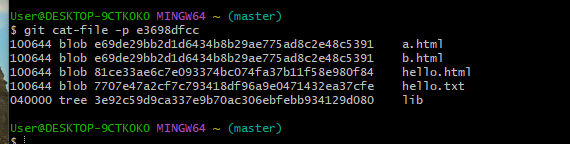 User@DESKTOP-9CTKOKO MINGW64 ~ (master)
$ git cat-file -p e3698dfcc
100644 blob e69de29bb2d1d6434b8b29ae775ad8c2e48c5391    a.html
100644 blob e69de29bb2d1d6434b8b29ae775ad8c2e48c5391    b.html
100644 blob 81ce33ae6c7e093374bc074fa37b11f58e980f84    hello.html
100644 blob 7707e47a2cf7c793418df96a9e0471432ea37cfe    hello.txt
040000 tree 3e92c59d9ca337e9b70ac306ebfebb934129d080    lib
User@DESKTOP-9CTKOKO MINGW64 ~ (master)
$